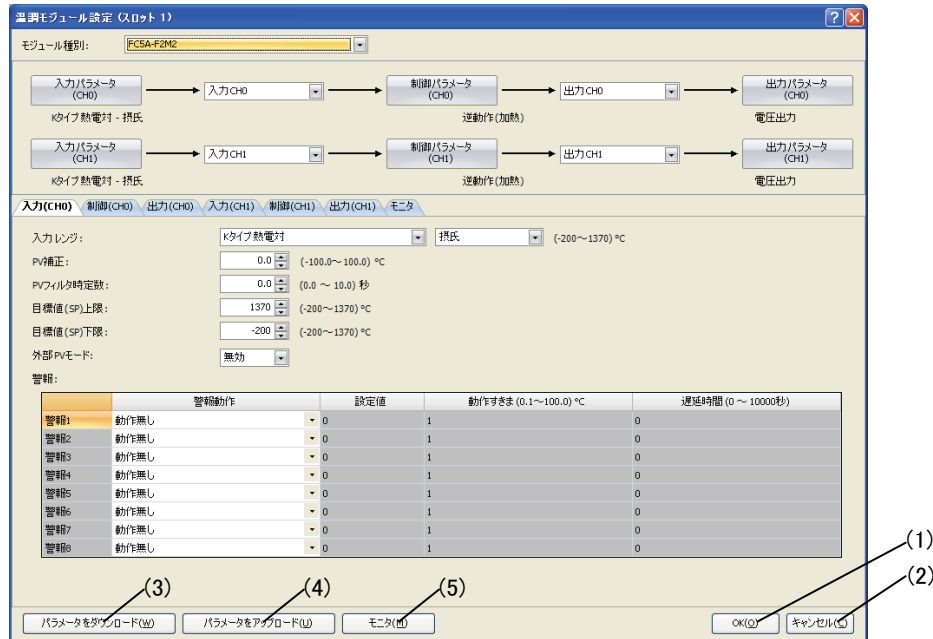 温調モジュール設定 (スロット 1)
モジュール種別: FC5A-F2M2
入力パラメータ (CH0) 入力CH0 制御パラメータ (CH0) 出力CH0 出力パラメータ (CH0)
Kタイプ熱電対 - 摂氏 逆動作(加熱) 電圧出力
入力パラメータ (CH1) 入力CH1 制御パラメータ (CH1) 出力CH1 出力パラメータ (CH1)
Kタイプ熱電対 - 摂氏 逆動作(加熱) 電圧出力
入力(CH0) 制御(CH0) 出力(CH0) 入力(CH1) 制御(CH1) 出力(CH1) モニタ
入力レンジ: Kタイプ熱電対 摂氏 (-200～1370) °C
PV補正: 0.0 (-100.0～100.0) °C
PVフィルタ時定数: 0.0 (0.0 ～ 10.0) 秒
目標値(SP)上限: 1370 (-200～1370) °C
目標値(SP)下限: -200 (-200～1370) °C
外部PVモード: 無効
警報:
警報動作 設定値 動作すきま (0.1～100.0) °C 遅延時間 (0 ～ 10000秒)
警報1 動作無し 0 1 0
警報2 動作無し 0 1 0
警報3 動作無し 0 1 0
警報4 動作無し 0 1 0
警報5 動作無し 0 1 0
警報6 動作無し 0 1 0
警報7 動作無し 0 1 0
警報8 動作無し 0 1 0
(1)
(2)
(3) (4) (5)
パラメータをダウンロード(W) パラメータをアップロード(U) モニタ(M) OK(O) キャンセル(C)